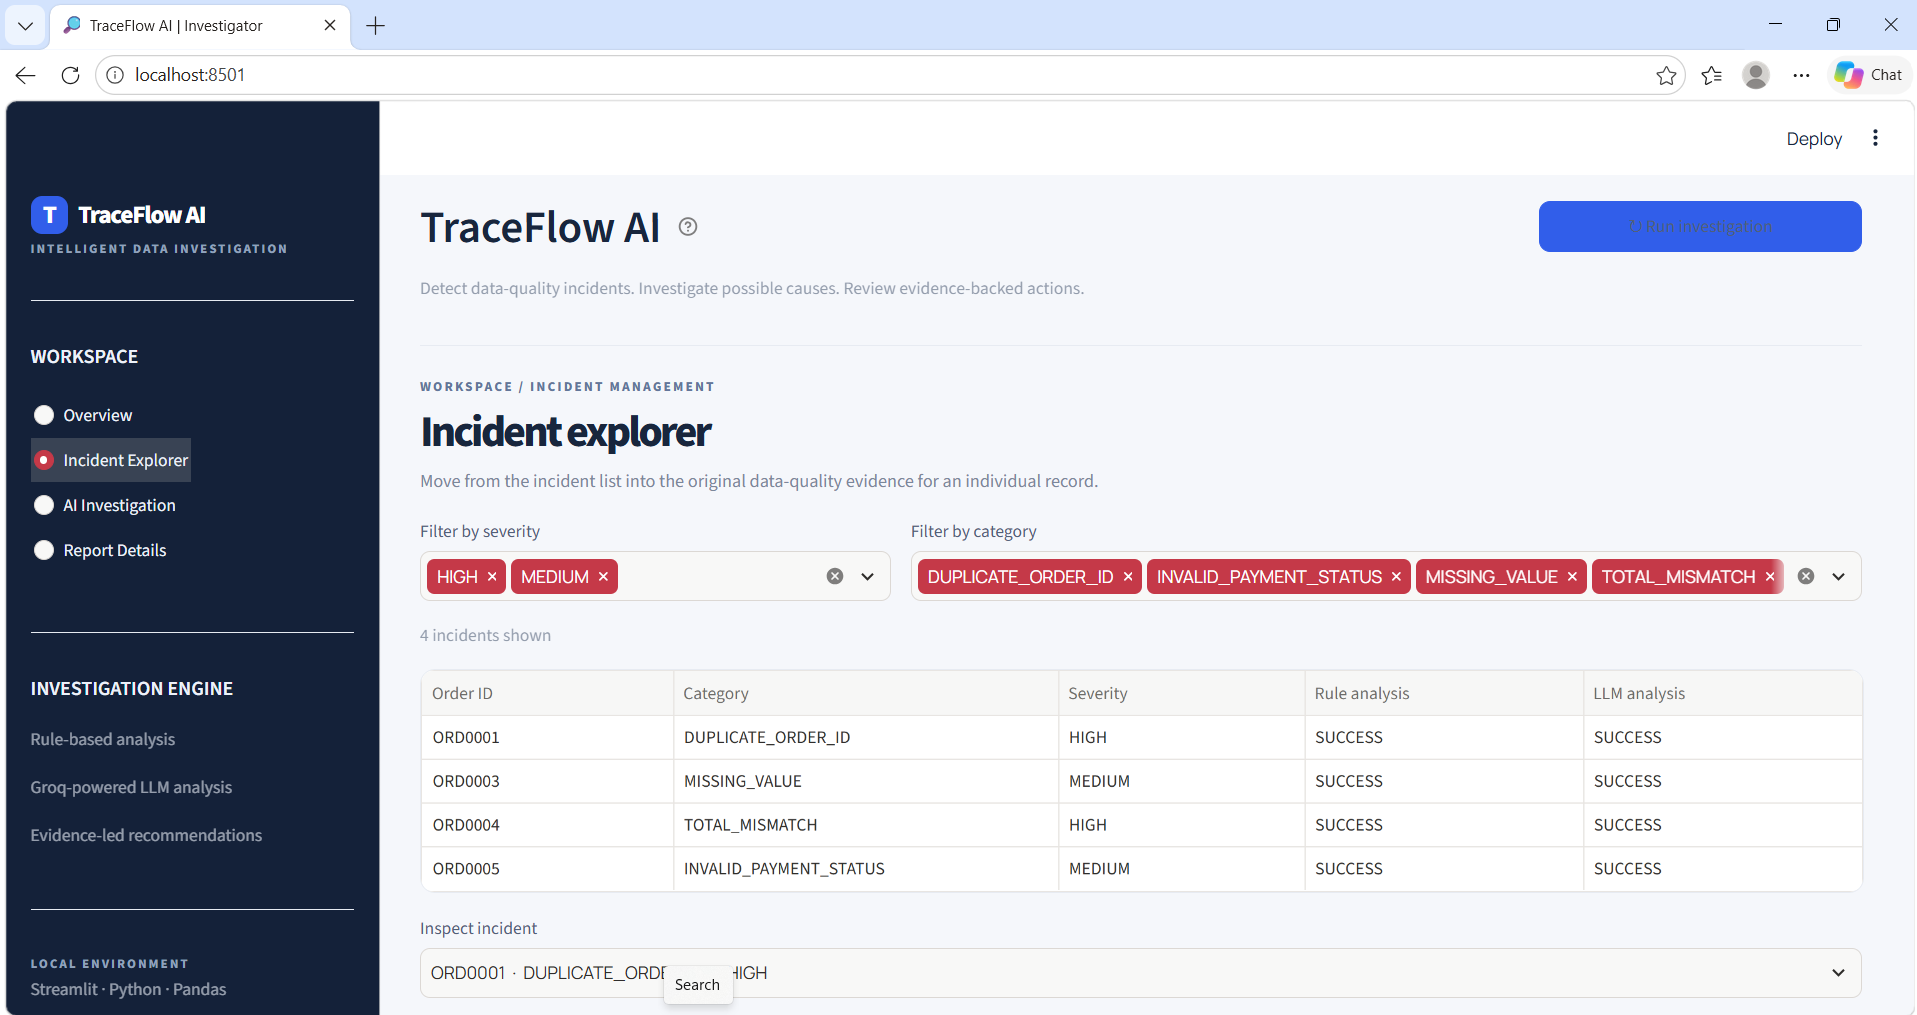 TraceFlow AI | Investigator
localhost:8501
Chat
Deploy
T TraceFlow AI
INTELLIGENT DATA INVESTIGATION
WORKSPACE
Overview
Incident Explorer
AI Investigation
Report Details
INVESTIGATION ENGINE
Rule-based analysis
Groq-powered LLM analysis
Evidence-led recommendations
LOCAL ENVIRONMENT
Streamlit · Python · Pandas
TraceFlow AI
Run investigation
Detect data-quality incidents. Investigate possible causes. Review evidence-backed actions.
WORKSPACE / INCIDENT MANAGEMENT
Incident explorer
Move from the incident list into the original data-quality evidence for an individual record.
Filter by severity
HIGH MEDIUM
Filter by category
DUPLICATE_ORDER_ID INVALID_PAYMENT_STATUS MISSING_VALUE TOTAL_MISMATCH
4 incidents shown
Order ID Category Severity Rule analysis LLM analysis
ORD0001 DUPLICATE_ORDER_ID HIGH SUCCESS SUCCESS
ORD0003 MISSING_VALUE MEDIUM SUCCESS SUCCESS
ORD0004 TOTAL_MISMATCH HIGH SUCCESS SUCCESS
ORD0005 INVALID_PAYMENT_STATUS MEDIUM SUCCESS SUCCESS
Inspect incident
ORD0001 · HIGH
Search